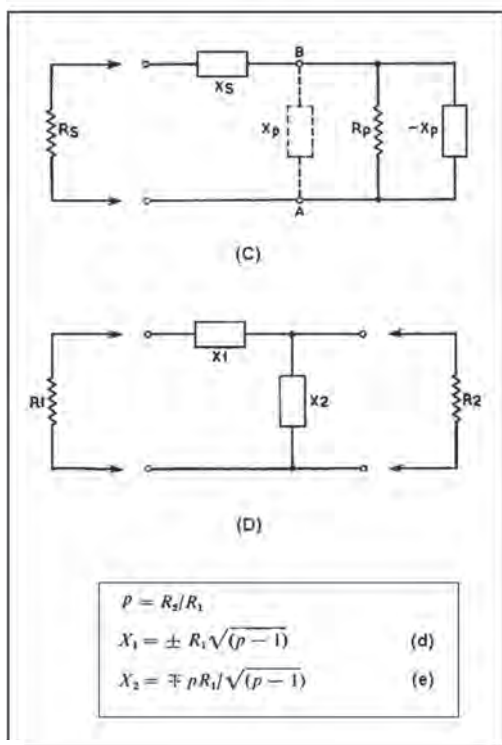 B
XS
RS
Xp
Rp
-Xp
A
(C)
X1
R1
X2
R2
(D)
p = R₂/R₁
X₁ = ± R₁√(p − 1) (d)
X₂ = ∓ pR₁/√(p − 1) (e)